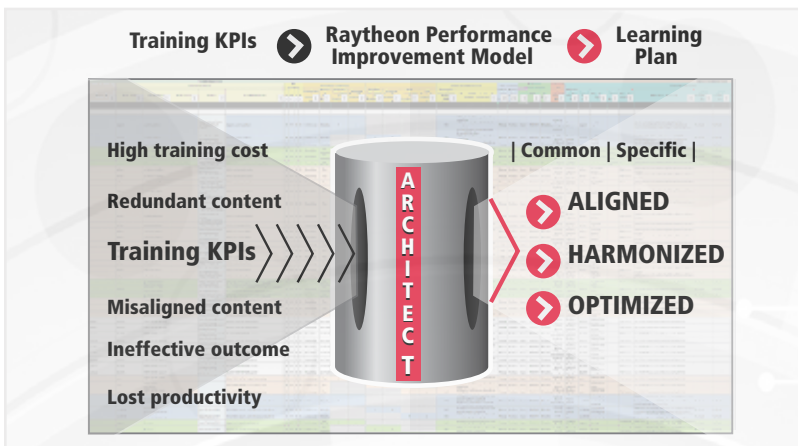 Training KPIs
Raytheon Performance
Improvement Model
Learning
Plan
High training cost
Redundant content
Training KPIs
Misaligned content
Ineffective outcome
Lost productivity
ARCHITECT
| Common | Specific |
ALIGNED
HARMONIZED
OPTIMIZED